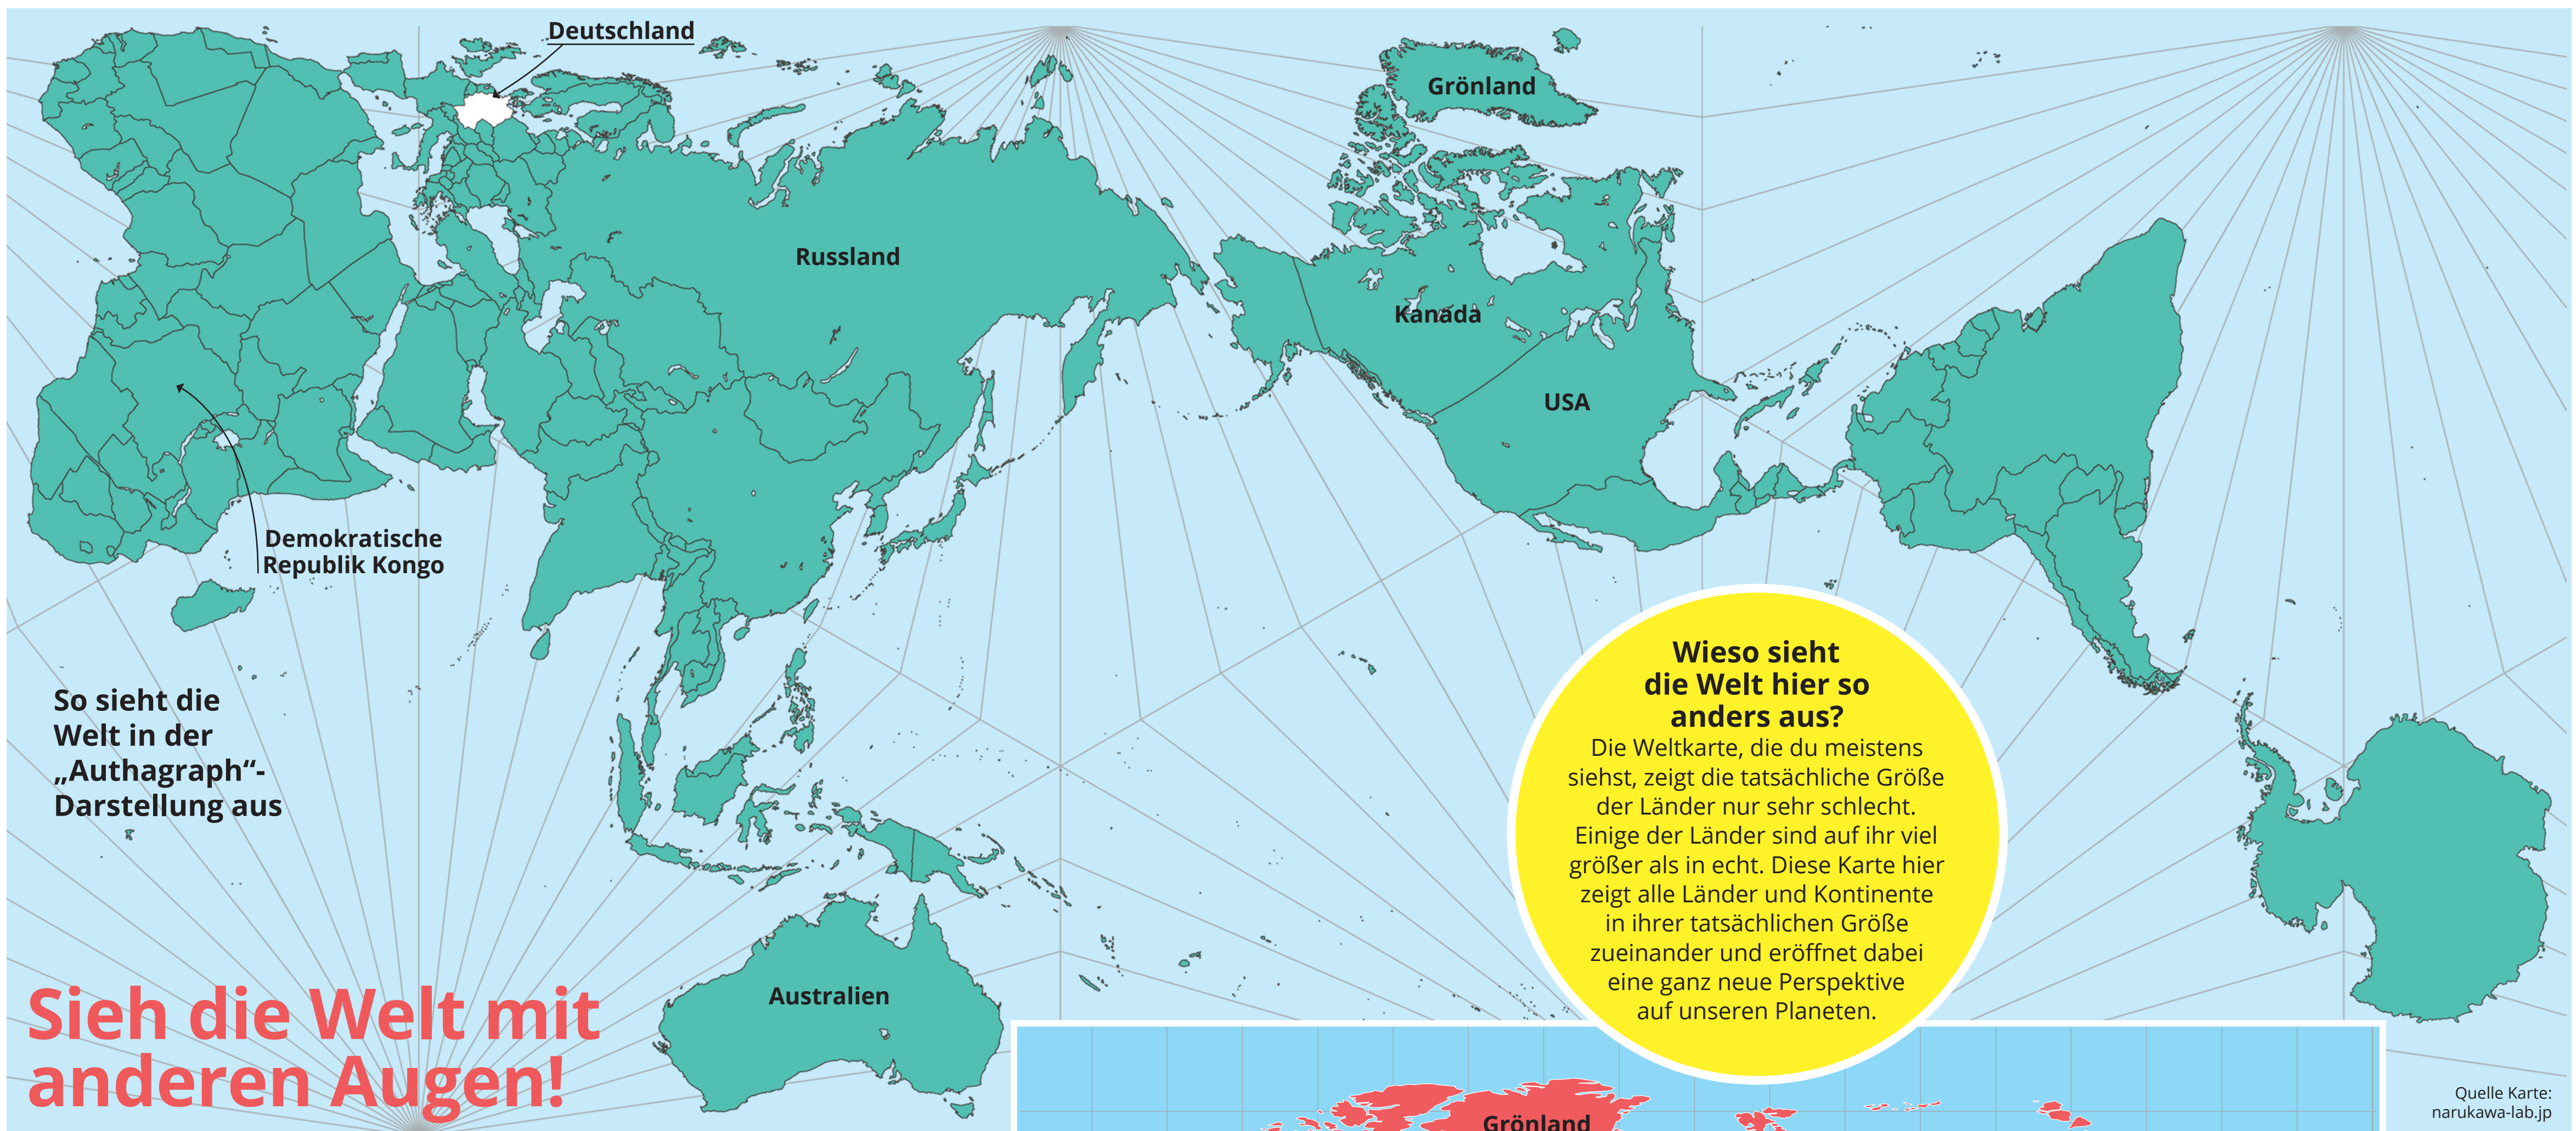 Deutschland
Grönland
Russland
Kanada
USA
Demokratische
Republik Kongo
So sieht die
Welt in der
„Authagraph“-
Darstellung aus
Wieso sieht
die Welt hier so
anders aus?
Die Weltkarte, die du meistens
siehst, zeigt die tatsächliche Größe
der Länder nur sehr schlecht.
Einige der Länder sind auf ihr viel
größer als in echt. Diese Karte hier
zeigt alle Länder und Kontinente
in ihrer tatsächlichen Größe
zueinander und eröffnet dabei
eine ganz neue Perspektive
auf unseren Planeten.
Australien
Sieh die Welt mit
anderen Augen!
Grönland
Quelle Karte:
narukawa-lab.jp